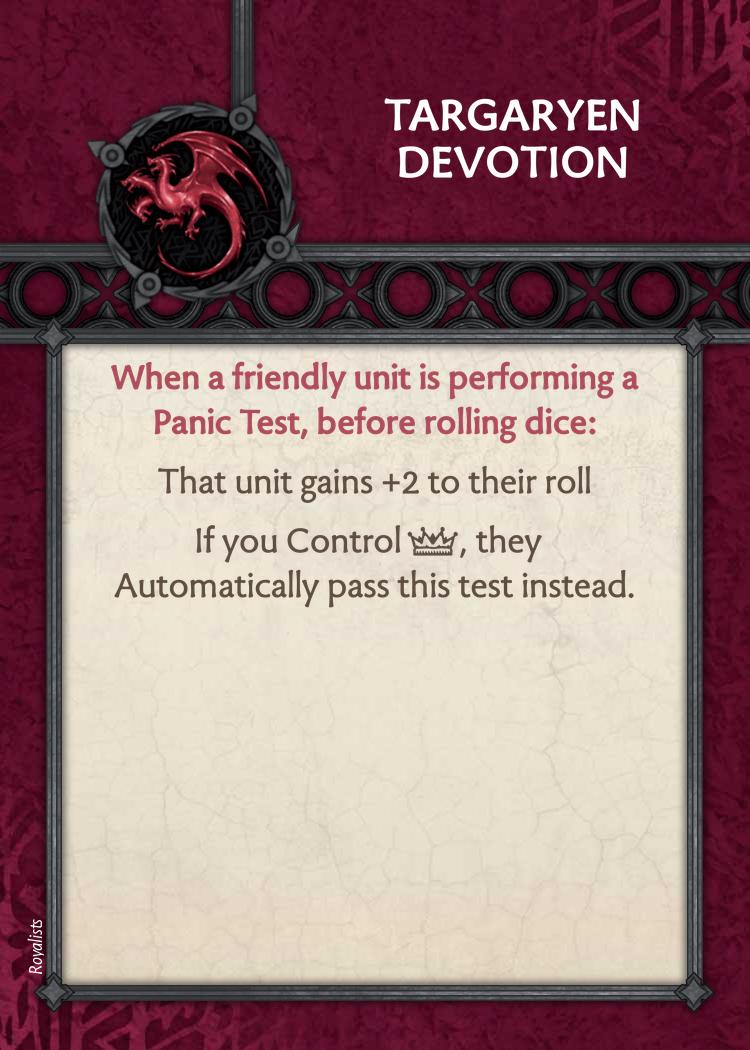 TARGARYEN
DEVOTION
When a friendly unit is performing a
Panic Test, before rolling dice:
That unit gains +2 to their roll
If you Control , they
Automatically pass this test instead.
Royalists